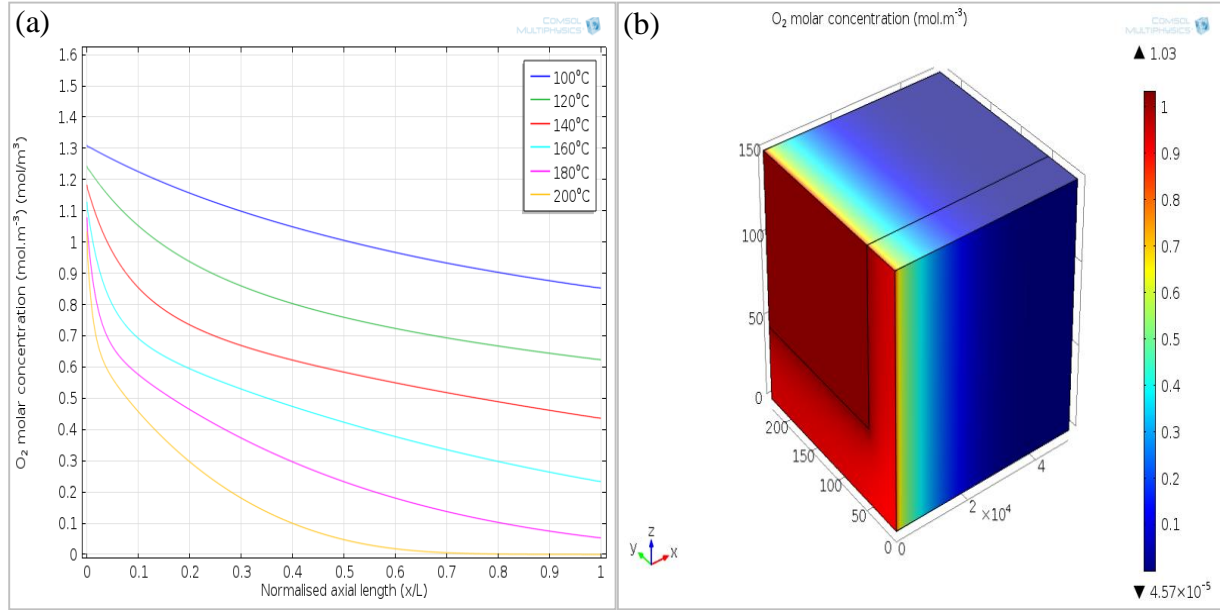 (a)
COMSOL
MULTIPHYSICS
1.6
1.5
1.4
1.3
1.2
1.1
1
0.9
0.8
0.7
0.6
0.5
0.4
0.3
0.2
0.1
0
O₂ molar concentration (mol.m⁻³) (mol/m³)
100°C
120°C
140°C
160°C
180°C
200°C
0 0.1 0.2 0.3 0.4 0.5 0.6 0.7 0.8 0.9 1
Normalised axial length (x/L)
(b)
O₂ molar concentration (mol.m⁻³)
COMSOL
MULTIPHYSICS
▲ 1.03
1
0.9
0.8
0.7
0.6
0.5
0.4
0.3
0.2
0.1
▼ 4.57×10⁻⁵
150
100
50
0
200
150
100
50
0
0
2
4
×10⁴
z
y
x